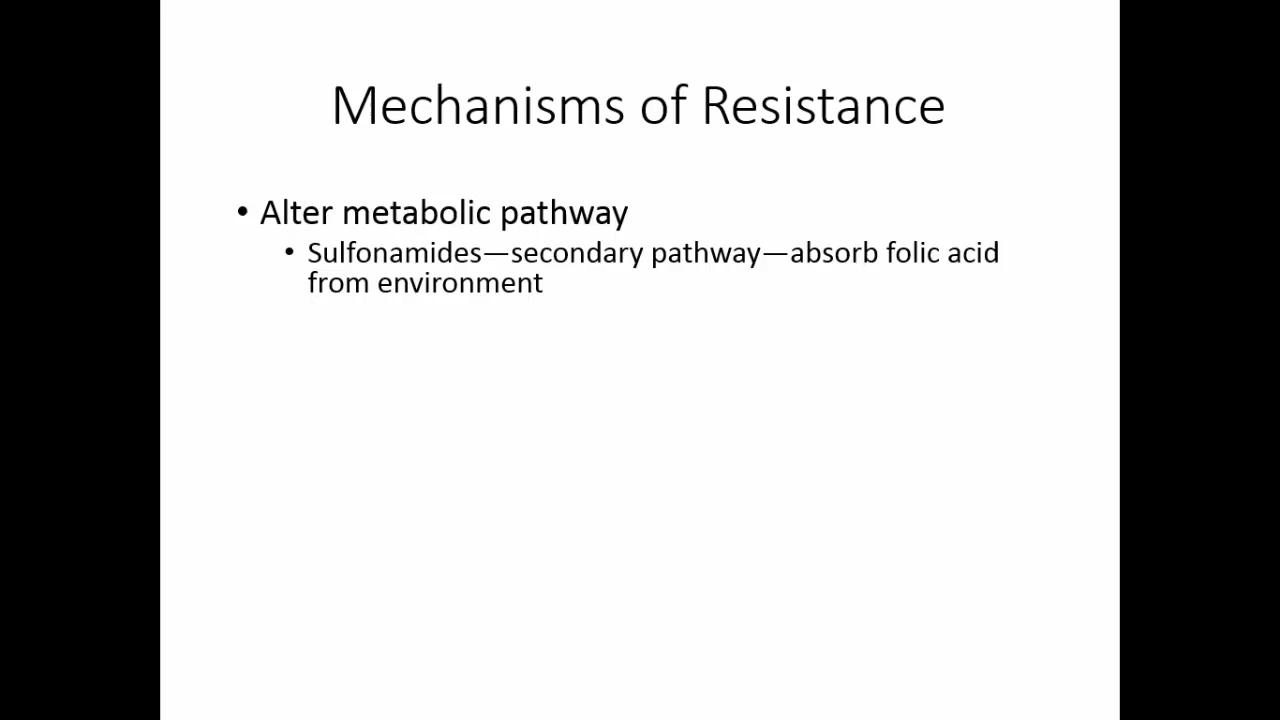 Mechanisms of Resistance
• Alter metabolic pathway
• Sulfonamides—secondary pathway—absorb folic acid
from environment